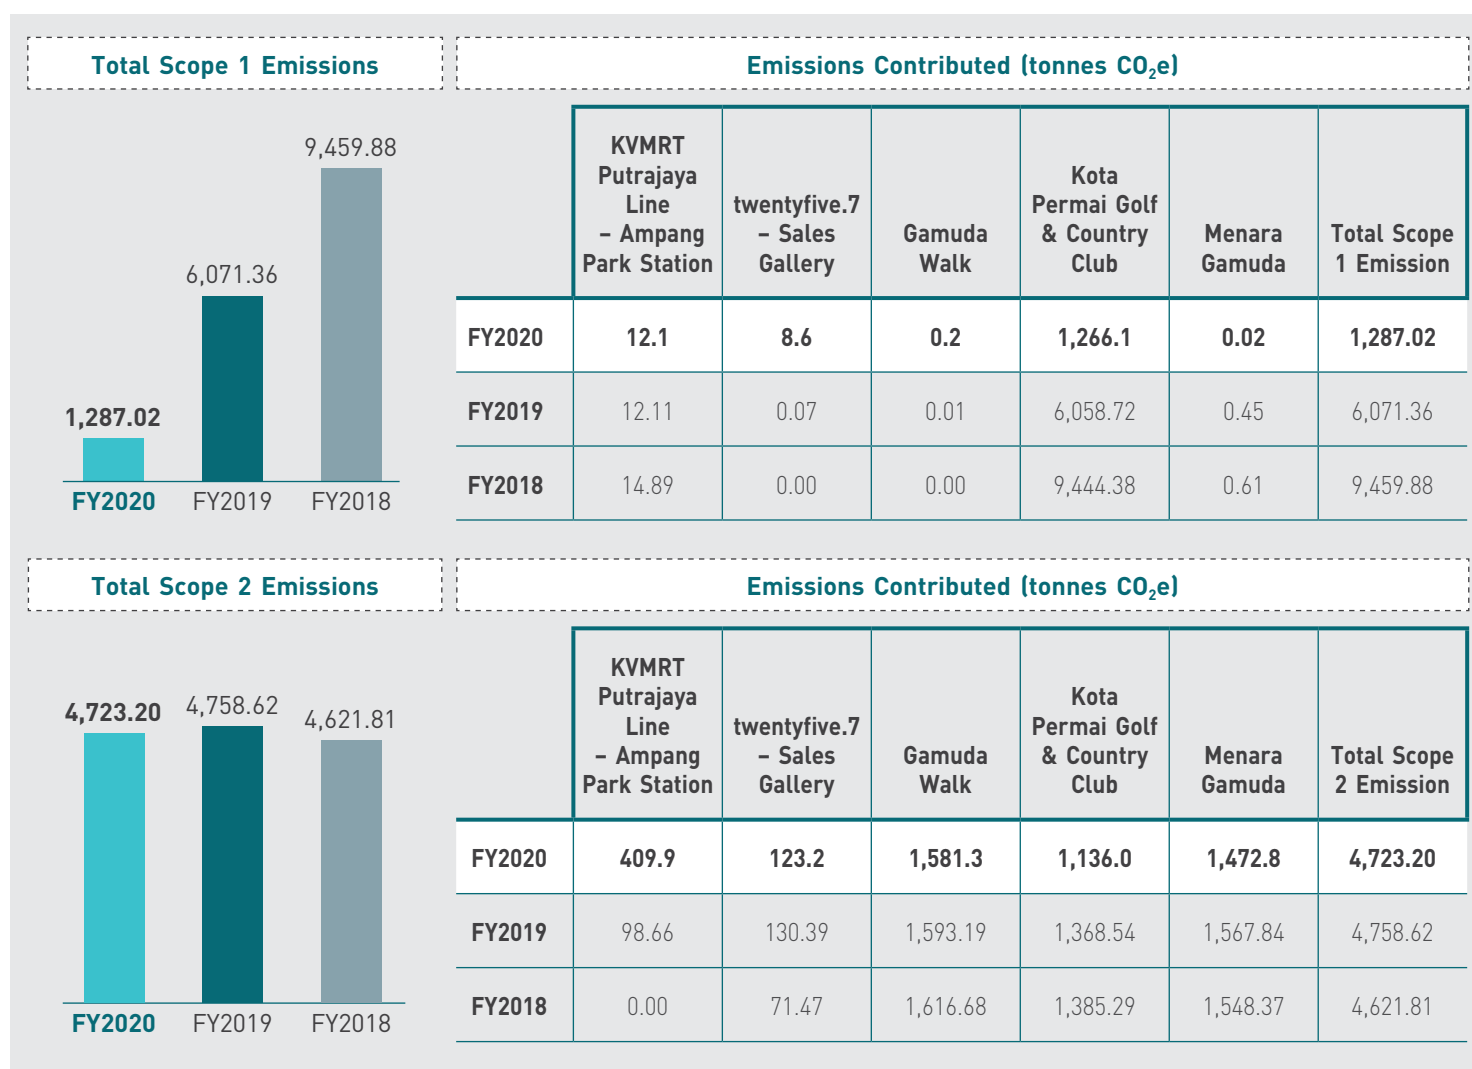 Total Scope 1 Emissions
9,459.88
6,071.36
1,287.02
FY2020 FY2019 FY2018
Emissions Contributed (tonnes CO₂e)
KVMRT
Putrajaya
Line
– Ampang
Park Station
twentyfive.7
– Sales
Gallery
Gamuda
Walk
Kota
Permai Golf
& Country
Club
Menara
Gamuda
Total Scope
1 Emission
FY2020 12.1 8.6 0.2 1,266.1 0.02 1,287.02
FY2019 12.11 0.07 0.01 6,058.72 0.45 6,071.36
FY2018 14.89 0.00 0.00 9,444.38 0.61 9,459.88
Total Scope 2 Emissions
4,723.20 4,758.62 4,621.81
FY2020 FY2019 FY2018
Emissions Contributed (tonnes CO₂e)
KVMRT
Putrajaya
Line
– Ampang
Park Station
twentyfive.7
– Sales
Gallery
Gamuda
Walk
Kota
Permai Golf
& Country
Club
Menara
Gamuda
Total Scope
2 Emission
FY2020 409.9 123.2 1,581.3 1,136.0 1,472.8 4,723.20
FY2019 98.66 130.39 1,593.19 1,368.54 1,567.84 4,758.62
FY2018 0.00 71.47 1,616.68 1,385.29 1,548.37 4,621.81